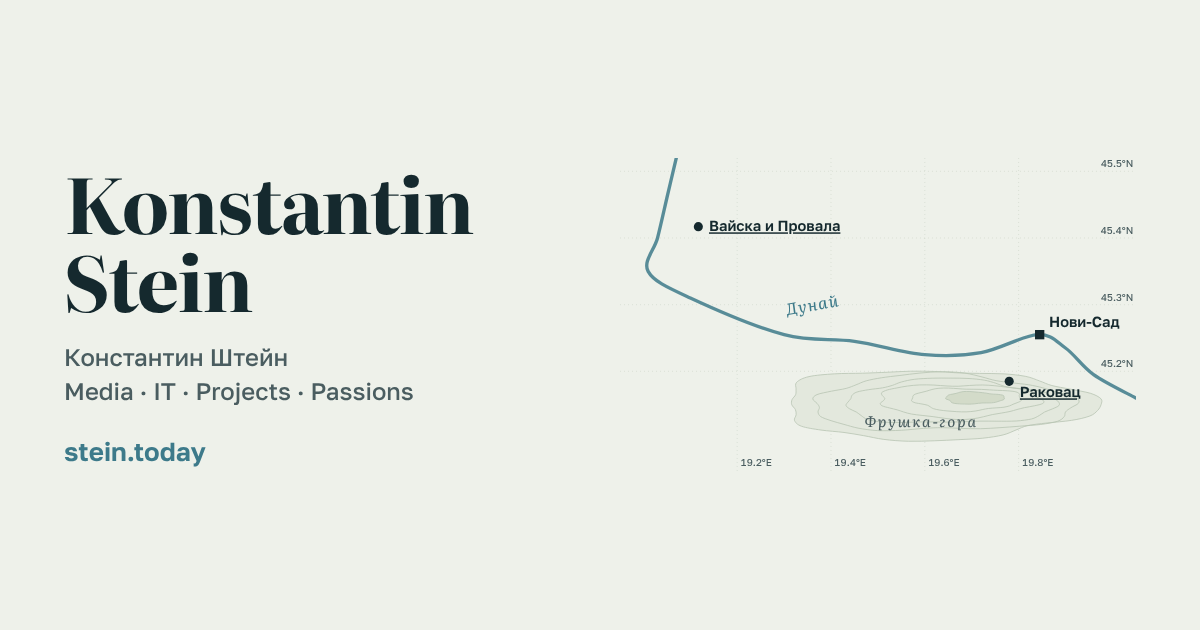 Konstantin
Stein
Константин Штейн
Media · IT · Projects · Passions
stein.today
45.5°N
Вайска и Провала
45.4°N
Дунай
45.3°N
Нови-Сад
45.2°N
Раковац
Фрушка-гора
19.2°E
19.4°E
19.6°E
19.8°E